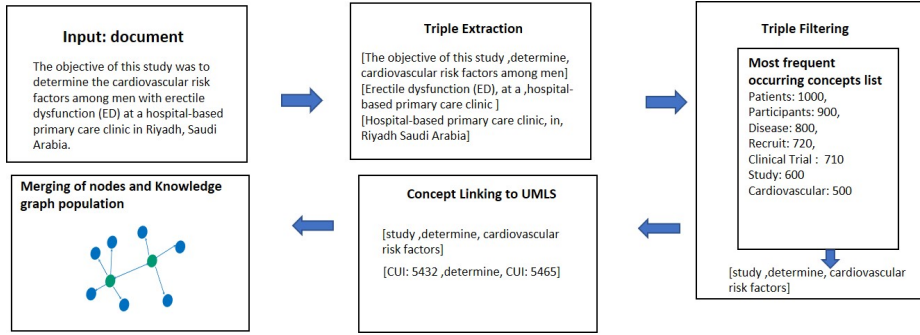 Input: document
The objective of this study was to
determine the cardiovascular risk
factors among men with erectile
dysfunction (ED) at a hospital-based
primary care clinic in Riyadh, Saudi
Arabia.
Triple Extraction
[The objective of this study ,determine,
cardiovascular risk factors among men]
[Erectile dysfunction (ED), at a ,hospital-
based primary care clinic ]
[Hospital-based primary care clinic, in,
Riyadh Saudi Arabia]
Triple Filtering
Most frequent
occurring concepts list
Patients: 1000,
Participants: 900,
Disease: 800,
Recruit: 720,
Clinical Trial : 710
Study: 600
Cardiovascular: 500
[study ,determine, cardiovascular
risk factors]
Concept Linking to UMLS
[study ,determine, cardiovascular
risk factors]
[CUI: 5432 ,determine, CUI: 5465]
Merging of nodes and Knowledge
graph population